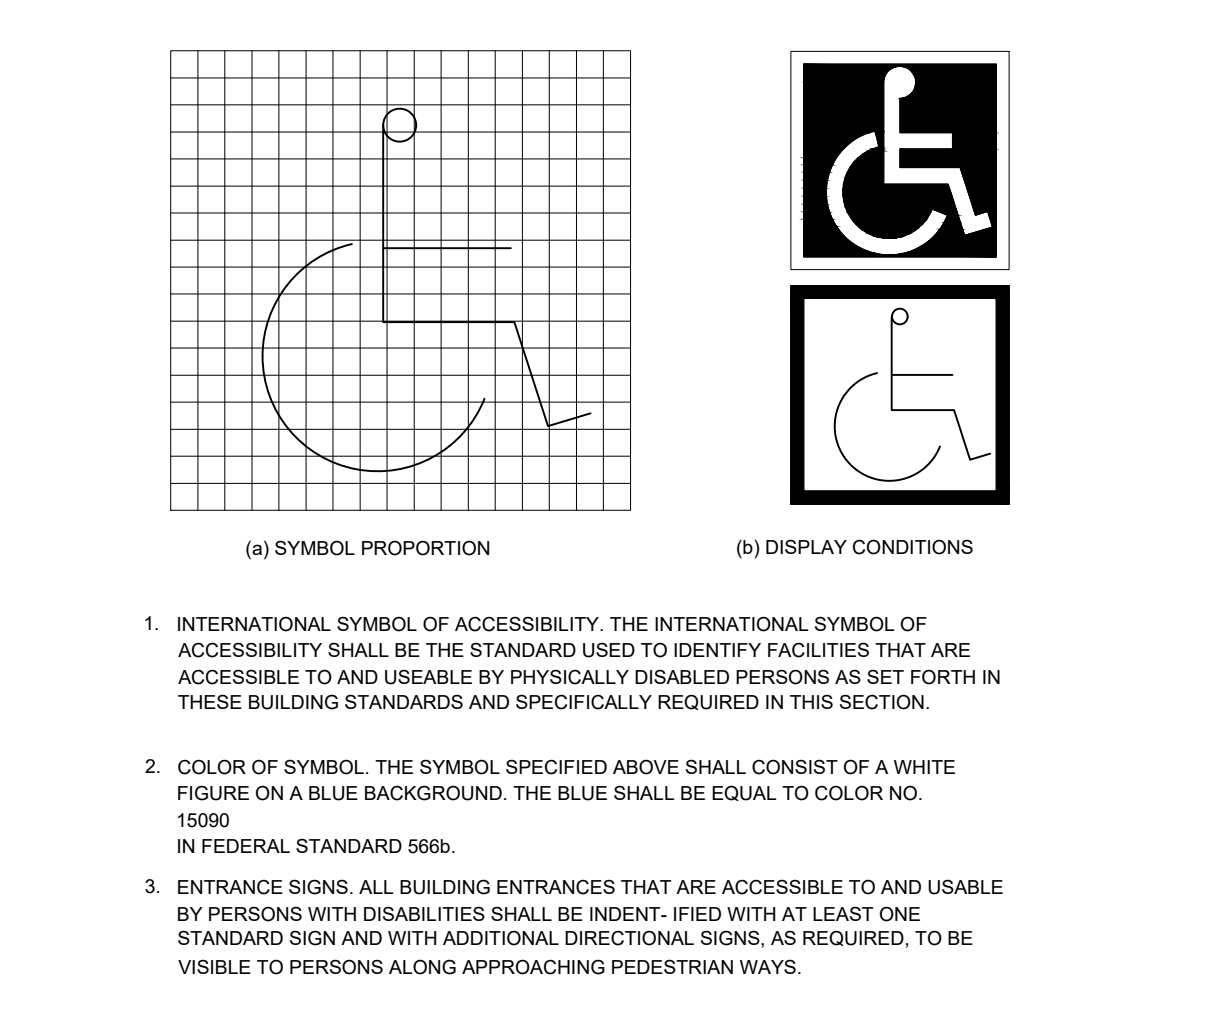 (a) SYMBOL PROPORTION
(b) DISPLAY CONDITIONS
1. INTERNATIONAL SYMBOL OF ACCESSIBILITY. THE INTERNATIONAL SYMBOL OF
ACCESSIBILITY SHALL BE THE STANDARD USED TO IDENTIFY FACILITIES THAT ARE
ACCESSIBLE TO AND USEABLE BY PHYSICALLY DISABLED PERSONS AS SET FORTH IN
THESE BUILDING STANDARDS AND SPECIFICALLY REQUIRED IN THIS SECTION.
2. COLOR OF SYMBOL. THE SYMBOL SPECIFIED ABOVE SHALL CONSIST OF A WHITE
FIGURE ON A BLUE BACKGROUND. THE BLUE SHALL BE EQUAL TO COLOR NO.
15090
IN FEDERAL STANDARD 566b.
3. ENTRANCE SIGNS. ALL BUILDING ENTRANCES THAT ARE ACCESSIBLE TO AND USABLE
BY PERSONS WITH DISABILITIES SHALL BE INDENT- IFIED WITH AT LEAST ONE
STANDARD SIGN AND WITH ADDITIONAL DIRECTIONAL SIGNS, AS REQUIRED, TO BE
VISIBLE TO PERSONS ALONG APPROACHING PEDESTRIAN WAYS.